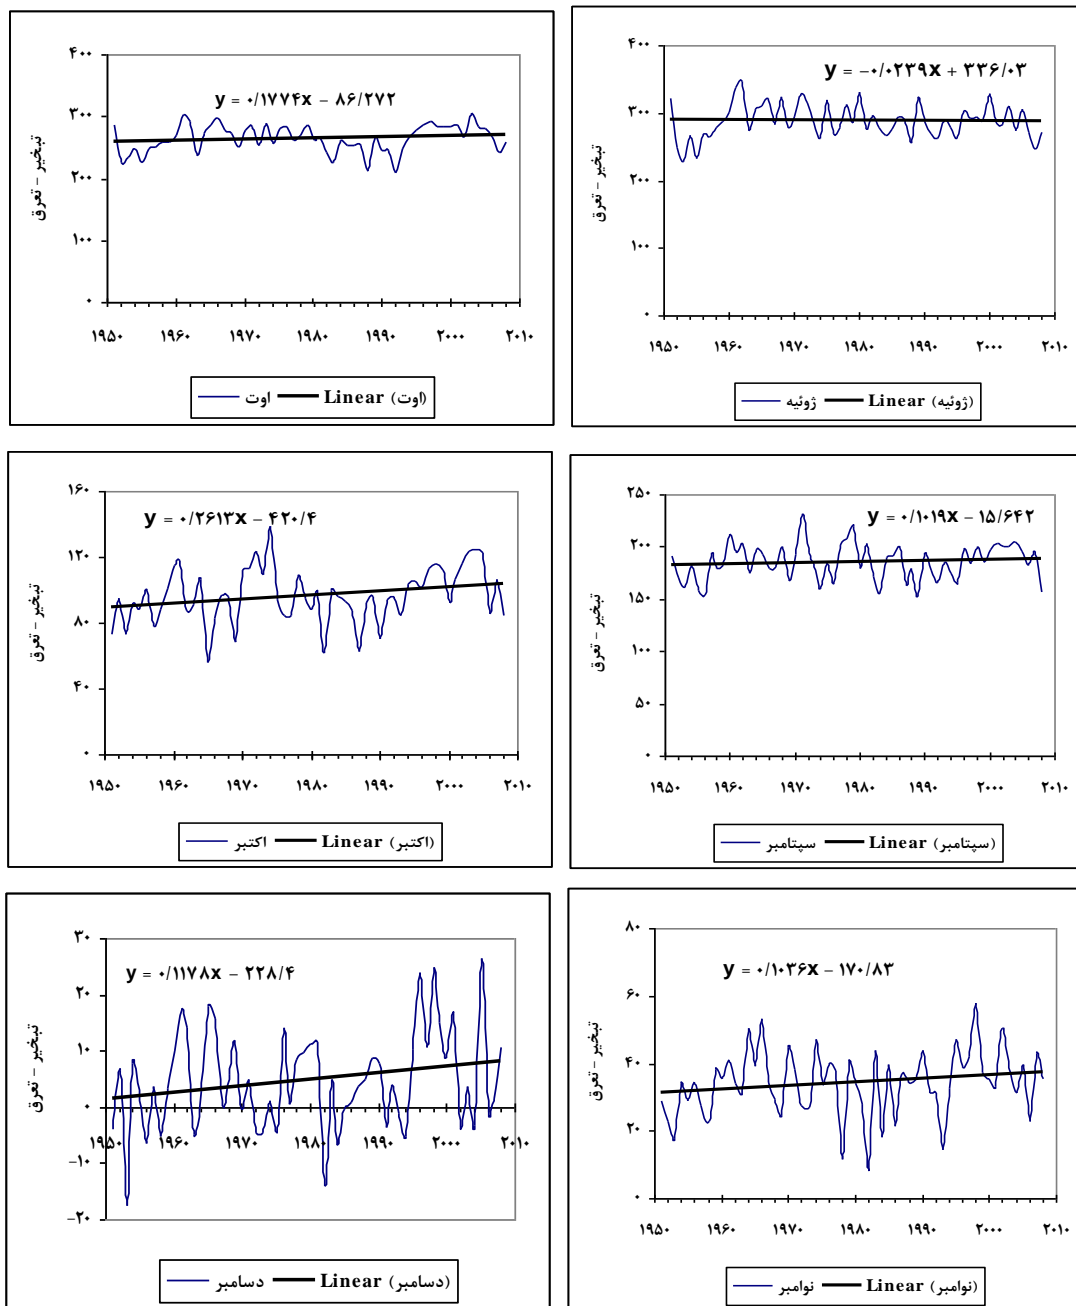 ۴۰۰
y = -۰/۰۲۳۹x + ۳۳۶/۰۳
۳۰۰
۲۰۰
۱۰۰
۰
تبخیر - تعرق
۱۹۵۰ ۱۹۶۰ ۱۹۷۰ ۱۹۸۰ ۱۹۹۰ ۲۰۰۰ ۲۰۱۰
ژوئیه Linear (ژوئیه)
۴۰۰
y = ۰/۱۷۷۴x - ۸۶/۲۷۲
۳۰۰
۲۰۰
۱۰۰
۰
تبخیر - تعرق
۱۹۵۰ ۱۹۶۰ ۱۹۷۰ ۱۹۸۰ ۱۹۹۰ ۲۰۰۰ ۲۰۱۰
اوت Linear (اوت)
۲۵۰
y = ۰/۱۰۱۹x - ۱۵/۶۴۲
۲۰۰
۱۵۰
۱۰۰
۵۰
۰
تبخیر - تعرق
۱۹۵۰ ۱۹۶۰ ۱۹۷۰ ۱۹۸۰ ۱۹۹۰ ۲۰۰۰ ۲۰۱۰
سپتامبر Linear (سپتامبر)
۱۶۰
y = ۰/۲۶۱۳x - ۴۲۰/۴
۱۲۰
۸۰
۴۰
۰
تبخیر - تعرق
۱۹۵۰ ۱۹۶۰ ۱۹۷۰ ۱۹۸۰ ۱۹۹۰ ۲۰۰۰ ۲۰۱۰
اکتبر Linear (اکتبر)
۸۰
y = ۰/۱۰۳۶x - ۱۷۰/۸۳
۶۰
۴۰
۲۰
۰
تبخیر - تعرق
۱۹۵۰ ۱۹۶۰ ۱۹۷۰ ۱۹۸۰ ۱۹۹۰ ۲۰۰۰ ۲۰۱۰
نوامبر Linear (نوامبر)
۳۰
y = ۰/۱۱۷۸x - ۲۲۸/۴
۲۰
۱۰
۰
-۱۰
-۲۰
تبخیر - تعرق
۱۹۵۰ ۱۹۶۰ ۱۹۷۰ ۱۹۸۰ ۱۹۹۰ ۲۰۰۰ ۲۰۱۰
دسامبر Linear (دسامبر)